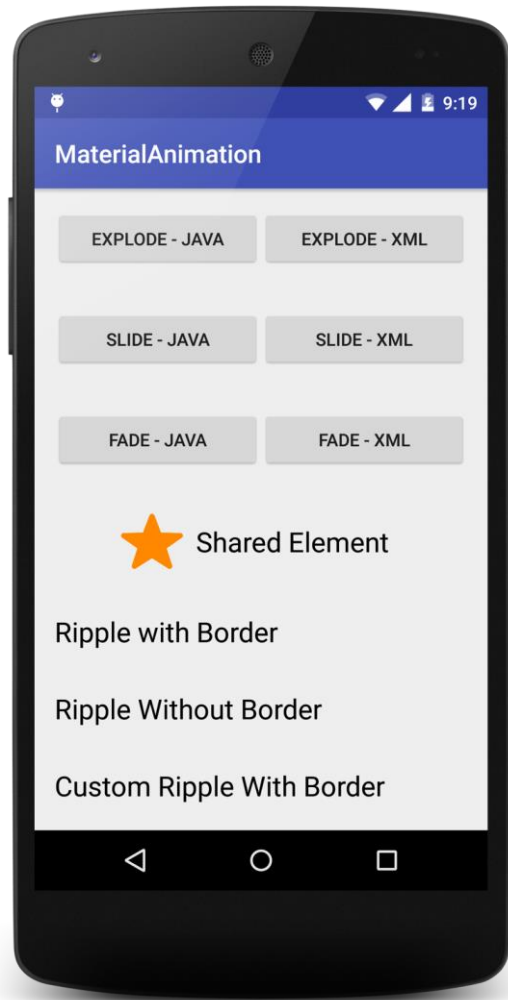 9:19
MaterialAnimation
EXPLODE - JAVA EXPLODE - XML
SLIDE - JAVA SLIDE - XML
FADE - JAVA FADE - XML
Shared Element
Ripple with Border
Ripple Without Border
Custom Ripple With Border